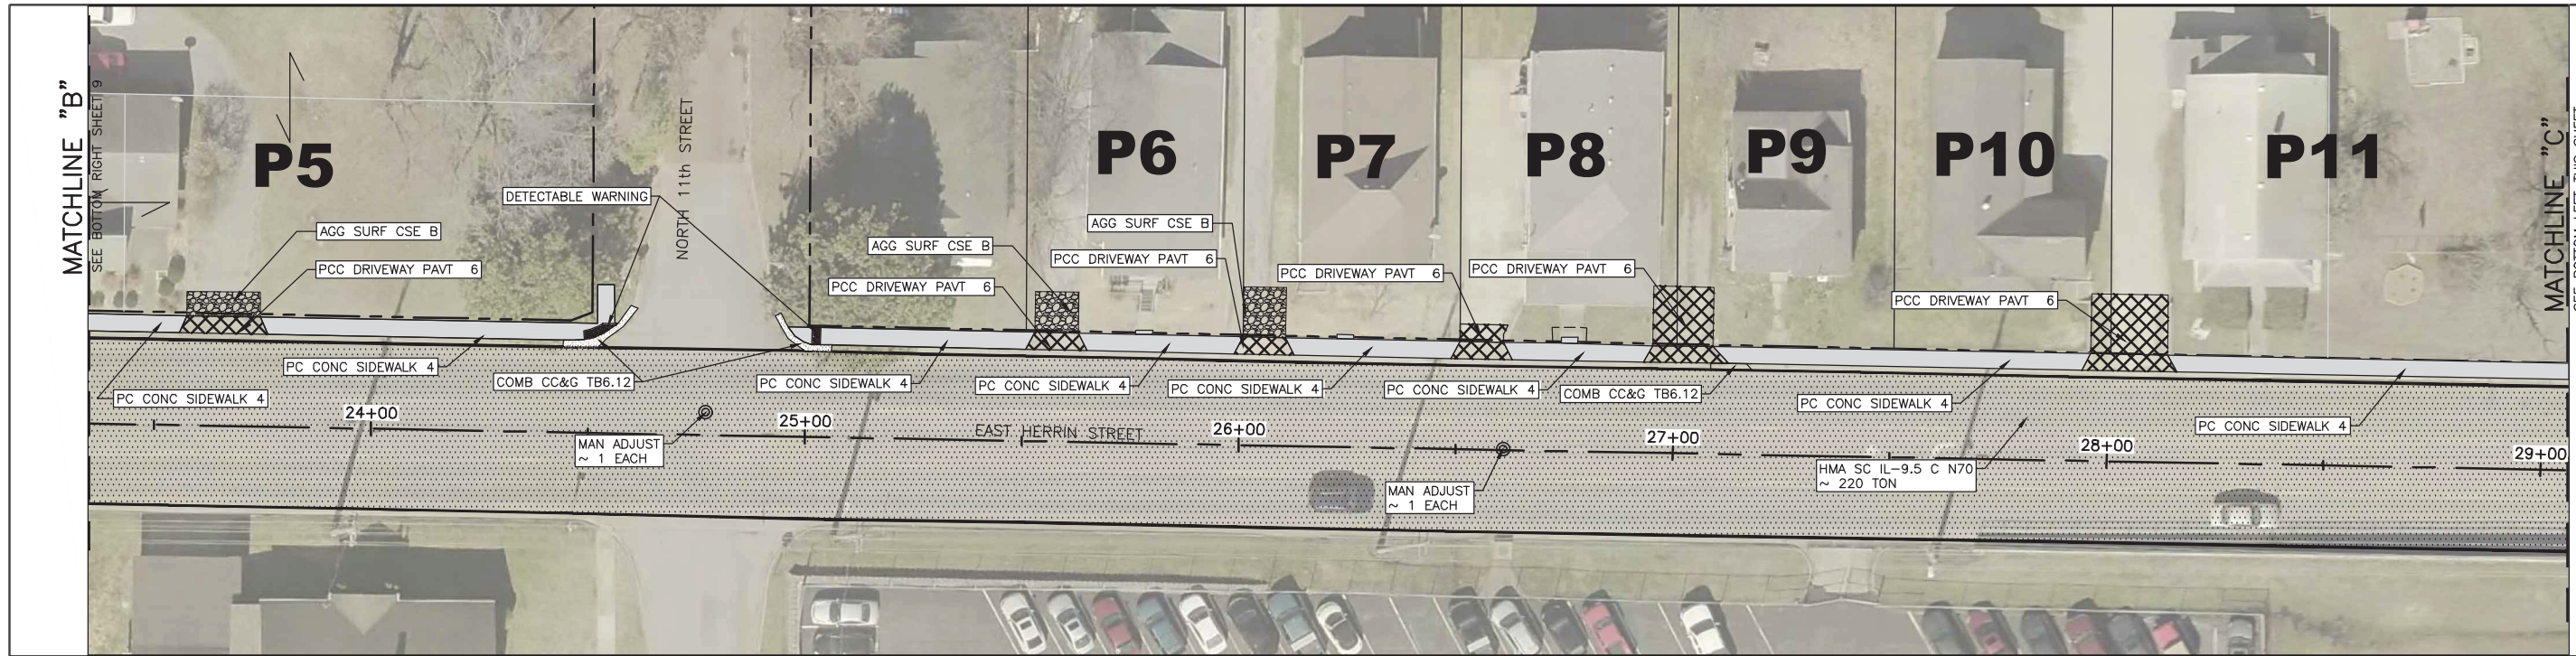 MATCHLINE "B"
SEE BOTTOM RIGHT SHEET 9
P5
P6
P7
P8
P9
P10
P11
NORTH 11th STREET
DETECTABLE WARNING
AGG SURF CSE B
PCC DRIVEWAY PAVT 6
AGG SURF CSE B
PCC DRIVEWAY PAVT 6
AGG SURF CSE B
PCC DRIVEWAY PAVT 6
PCC DRIVEWAY PAVT 6
PCC DRIVEWAY PAVT 6
PCC DRIVEWAY PAVT 6
PC CONC SIDEWALK 4
PC CONC SIDEWALK 4
COMB CC&G TB6.12
PC CONC SIDEWALK 4
PC CONC SIDEWALK 4
PC CONC SIDEWALK 4
PC CONC SIDEWALK 4
COMB CC&G TB6.12
PC CONC SIDEWALK 4
PC CONC SIDEWALK 4
24+00
25+00
26+00
27+00
28+00
29+00
EAST HERRIN STREET
MAN ADJUST
~ 1 EACH
MAN ADJUST
~ 1 EACH
HMA SC IL-9.5 C N70
~ 220 TON
MATCHLINE "C"